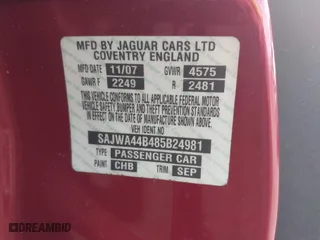 MFD BY JAGUAR CARS LTD
COVENTRY ENGLAND
MFD DATE 11/07 GVWR 4575
GAWR F 2249 R 2481
THIS VEHICLE CONFORMS TO ALL APPLICABLE FEDERAL MOTOR
VEHICLE SAFETY BUMPER AND THEFT PREVENTION STANDARDS
IN EFFECT ON THE DATE OF MANUFACTURE SHOWN ABOVE
VEH IDENT NO
SAJWA44B485B24981
TYPE PASSENGER CAR
PAINT CHB TRIM SEP
DREAMBID